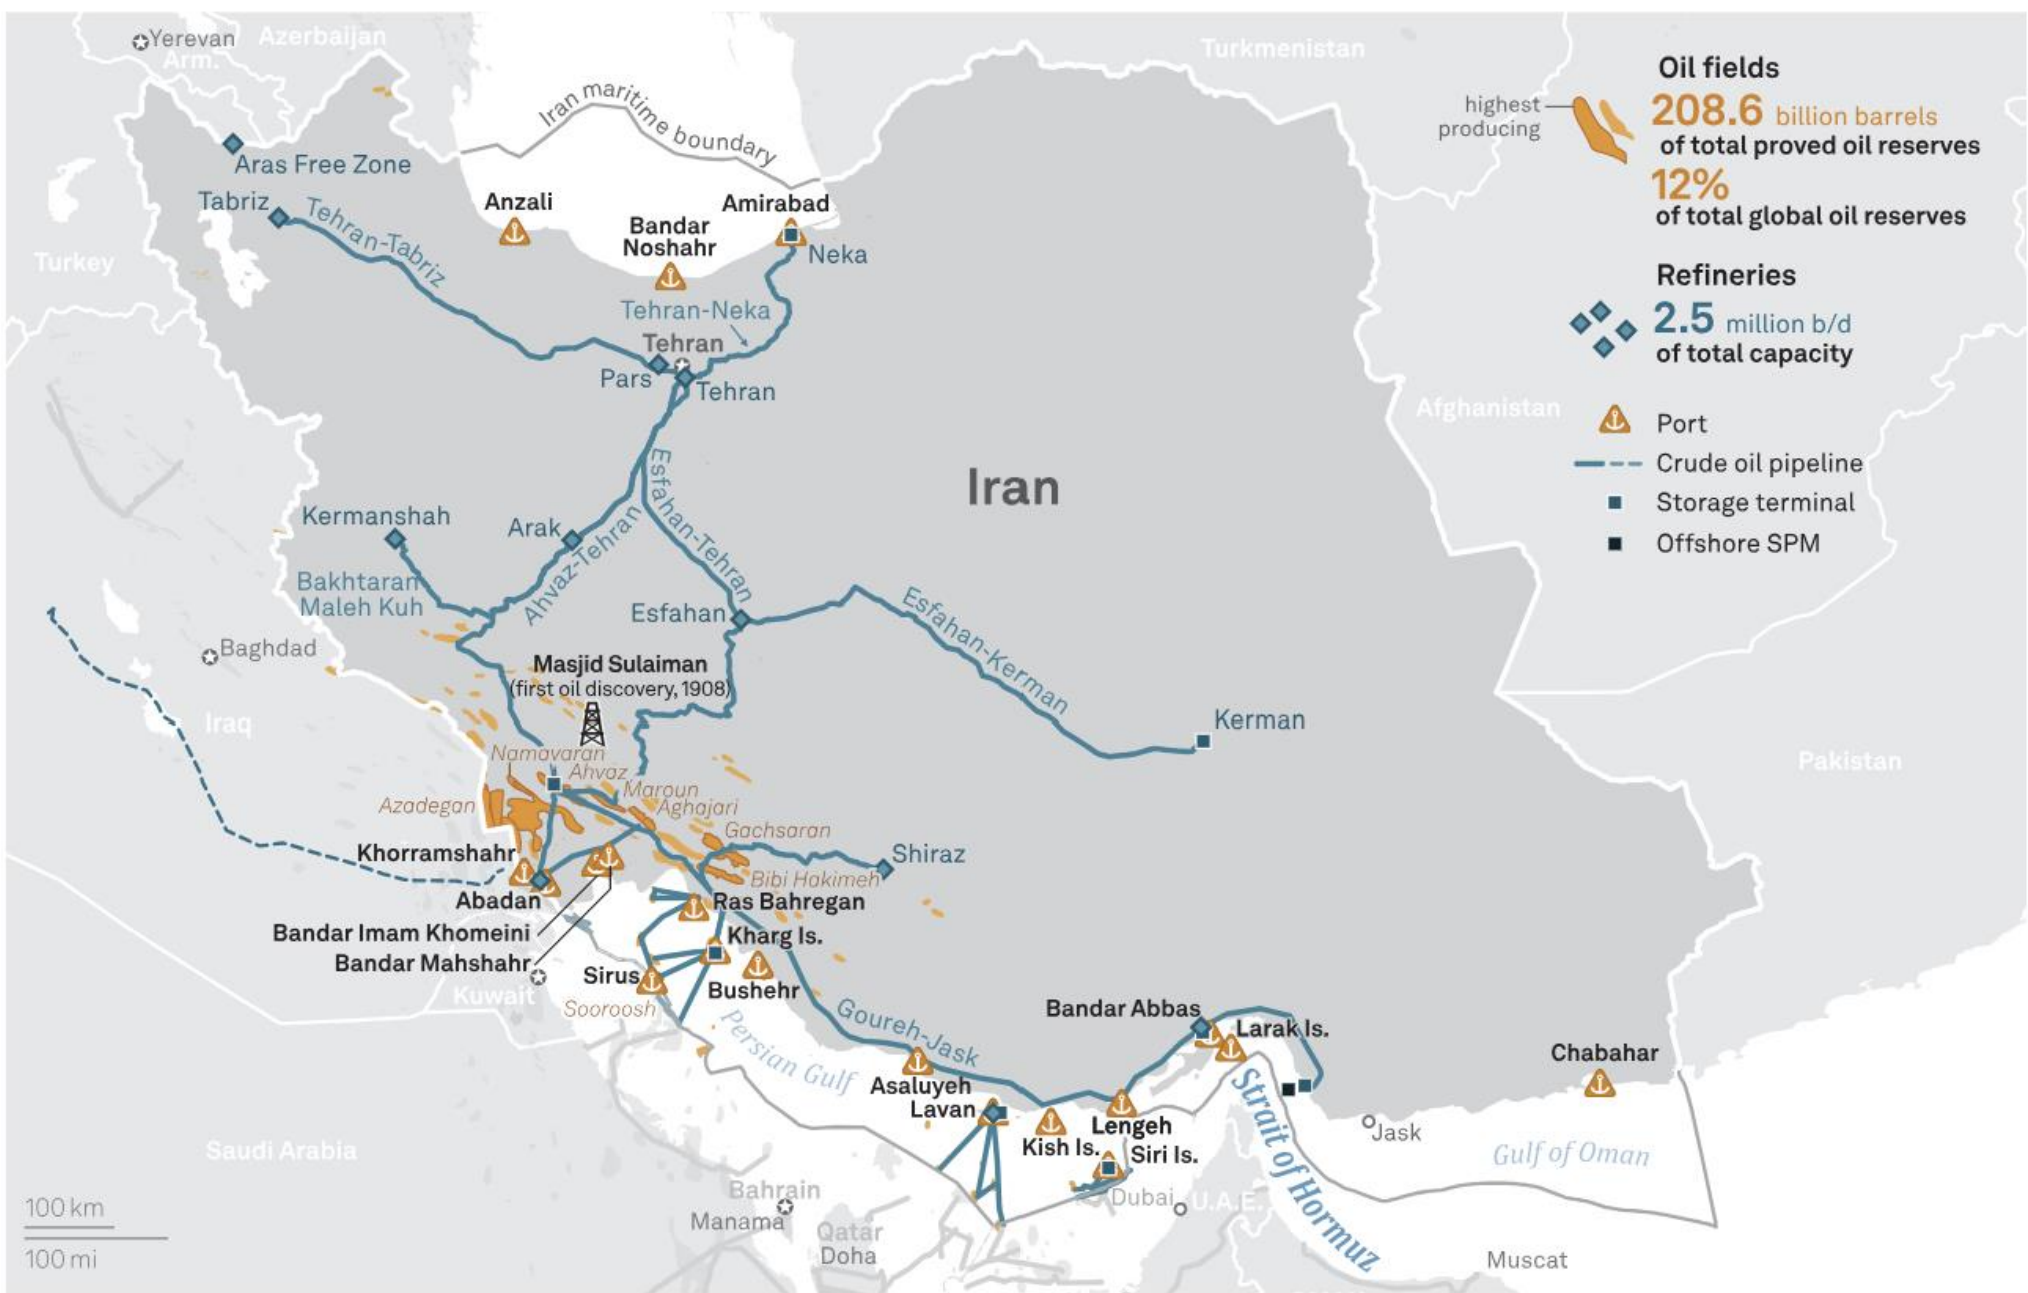 Yerevan
Arm.
Azerbaijan
Turkmenistan
Iran maritime boundary
Oil fields
highest
producing
208.6 billion barrels
of total proved oil reserves
12%
of total global oil reserves
Aras Free Zone
Tabriz
Tehran-Tabriz
Anzali
Bandar
Noshahr
Amirabad
Neka
Turkey
Refineries
2.5 million b/d
of total capacity
Tehran-Neka
Tehran
Pars
Tehran
Afghanistan
Port
Crude oil pipeline
Storage terminal
Offshore SPM
Iran
Kermanshah
Arak
Ahvaz-Tehran
Esfahan-Tehran
Bakhtaran
Maleh Kuh
Esfahan
Esfahan-Kerman
Baghdad
Masjid Sulaiman
(first oil discovery, 1908)
Iraq
Kerman
Pakistan
Namavaran
Ahvaz
Maroun
Azadegan
Aghajari
Gachsaran
Khorramshahr
Shiraz
Bibi Hakimeh
Abadan
Ras Bahregan
Bandar Imam Khomeini
Kharg Is.
Bandar Mahshahr
Sirus
Bushehr
Kuwait
Sooroosh
Persian Gulf
Goureh-Jask
Bandar Abbas
Larak Is.
Chabahar
Asaluyeh
Lavan
Lengeh
Kish Is.
Siri Is.
Strait of Hormuz
Jask
Gulf of Oman
Saudi Arabia
Bahrain
Manama
Dubai
U.A.E.
Qatar
Doha
Muscat
100 km
100 mi